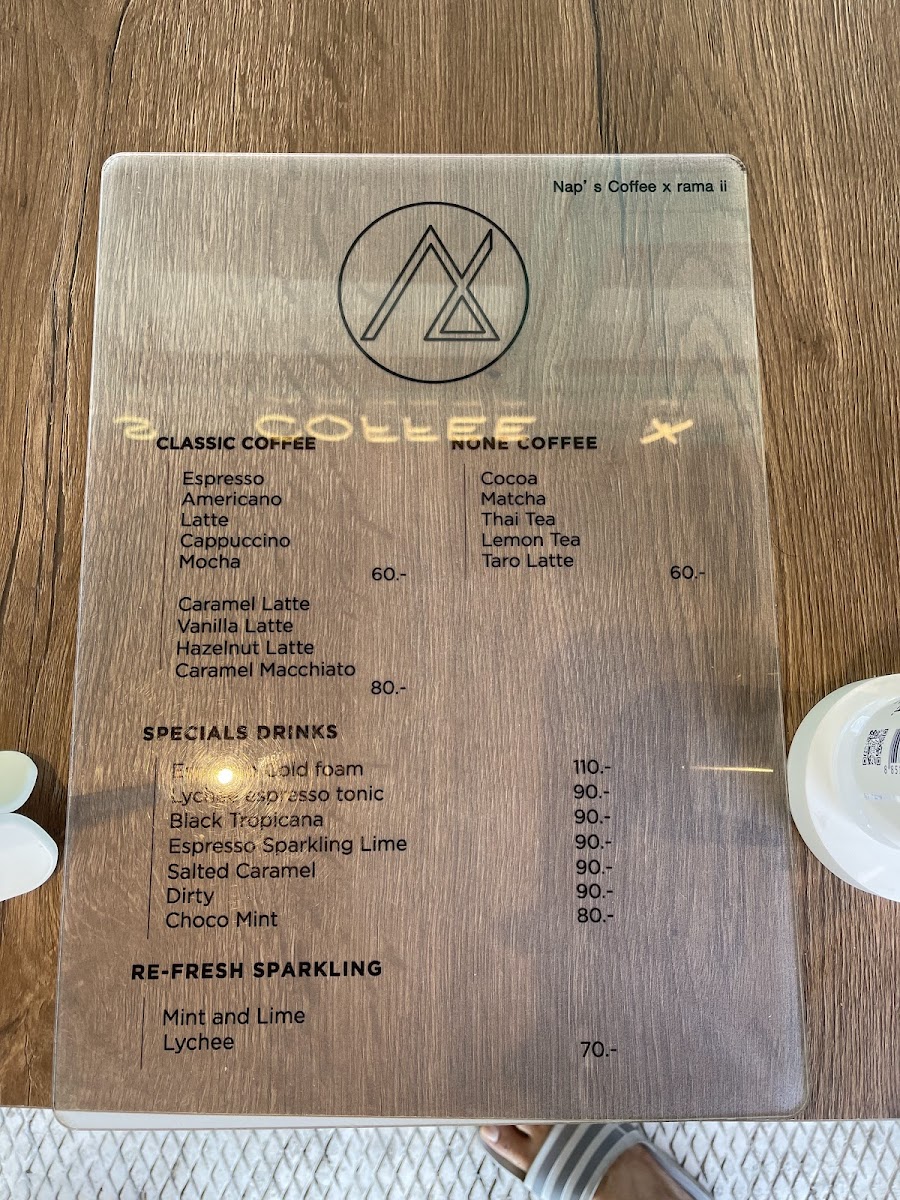 Nap's Coffee x rama ii
COFFEE X
CLASSIC COFFEE
Espresso
Americano
Latte
Cappuccino
Mocha
60.-
Caramel Latte
Vanilla Latte
Hazelnut Latte
Caramel Macchiato
80.-
NONE COFFEE
Cocoa
Matcha
Thai Tea
Lemon Tea
Taro Latte
60.-
SPECIALS DRINKS
cold foam 110.-
Lychee espresso tonic 90.-
Black Tropicana 90.-
Espresso Sparkling Lime 90.-
Salted Caramel 90.-
Dirty 90.-
Choco Mint 80.-
RE-FRESH SPARKLING
Mint and Lime
Lychee
70.-